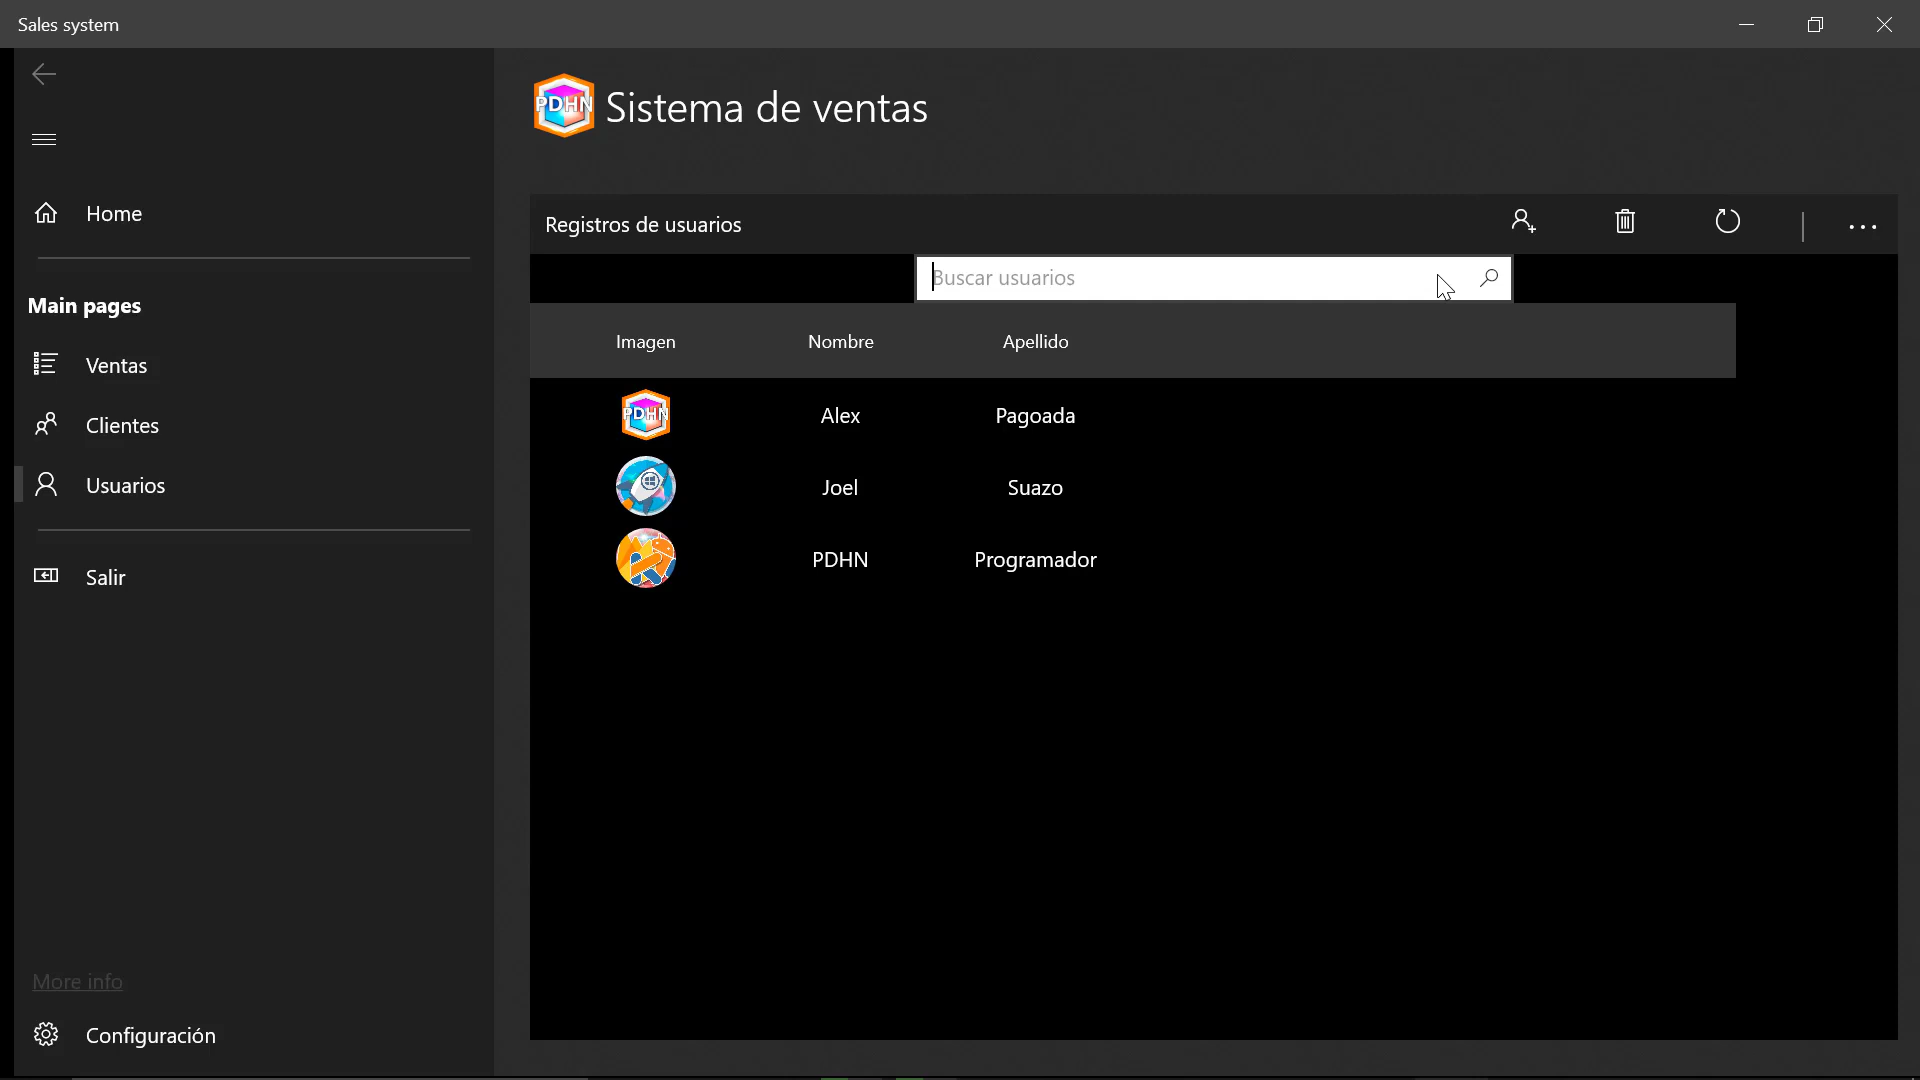 Sales system
PDHN Sistema de ventas
Home
Registros de usuarios
Buscar usuarios
Main pages
Imagen Nombre Apellido
Ventas
PDHN Alex Pagoada
Clientes
Usuarios
Joel Suazo
PDHN Programador
Salir
More info
Configuración